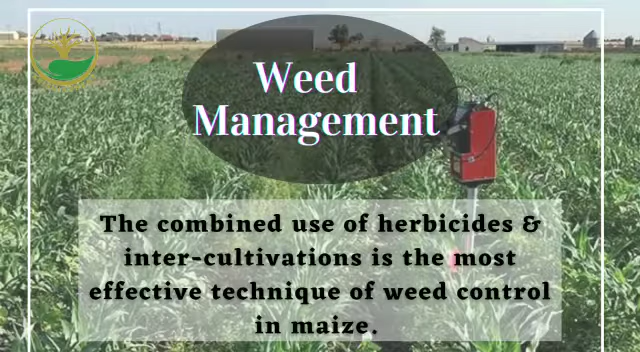 Weed
Management
The combined use of herbicides &
inter-cultivations is the most
effective technique of weed control
in maize.